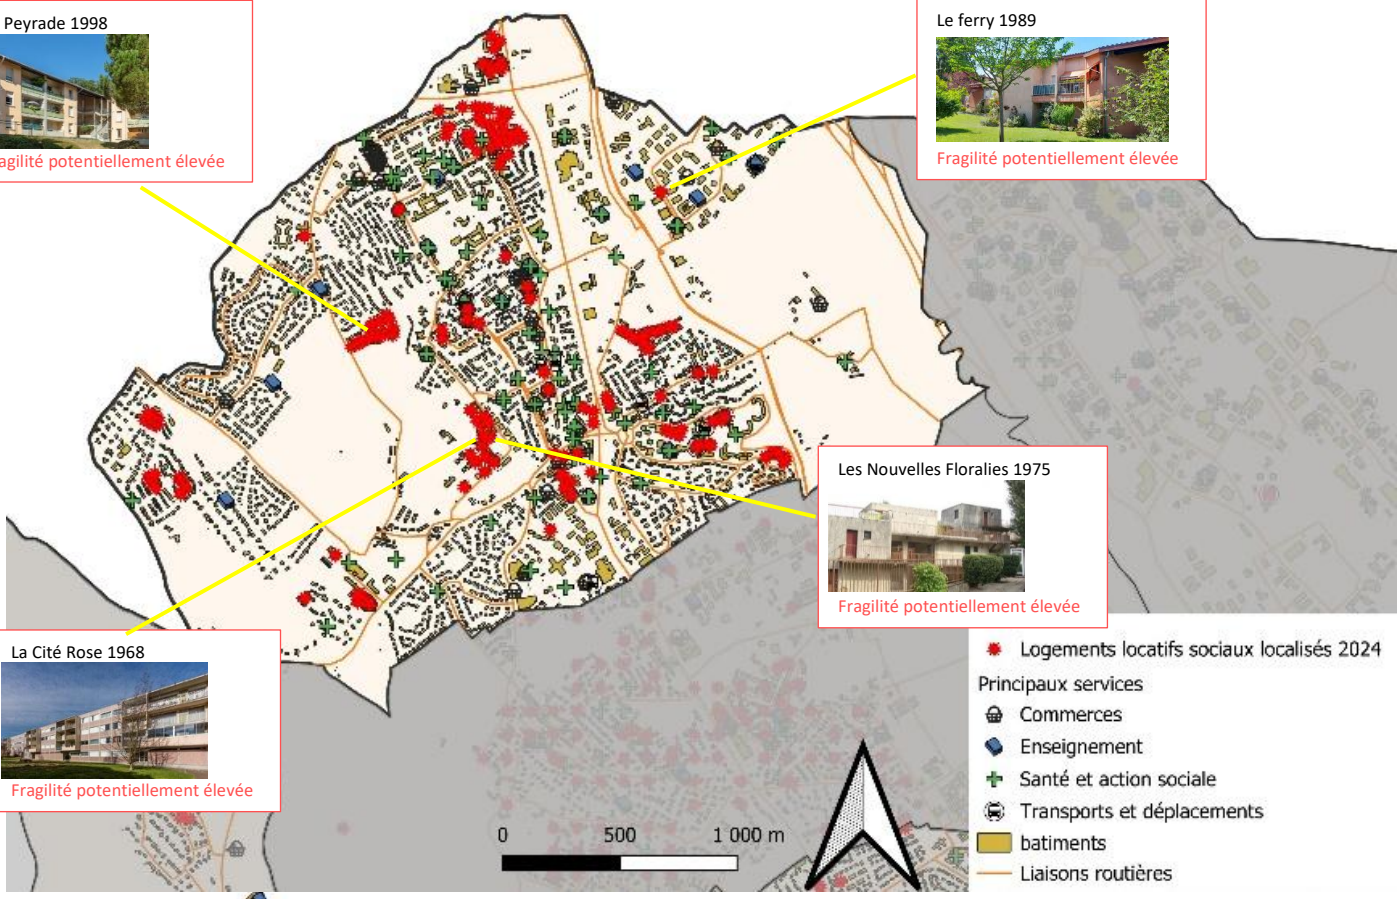 Peyrade 1998
agilité potentiellement élevée
Le ferry 1989
Fragilité potentiellement élevée
Les Nouvelles Floralies 1975
Fragilité potentiellement élevée
La Cité Rose 1968
Fragilité potentiellement élevée
Logements locatifs sociaux localisés 2024
Principaux services
Commerces
Enseignement
Santé et action sociale
Transports et déplacements
batiments
Liaisons routières
0 500 1 000 m